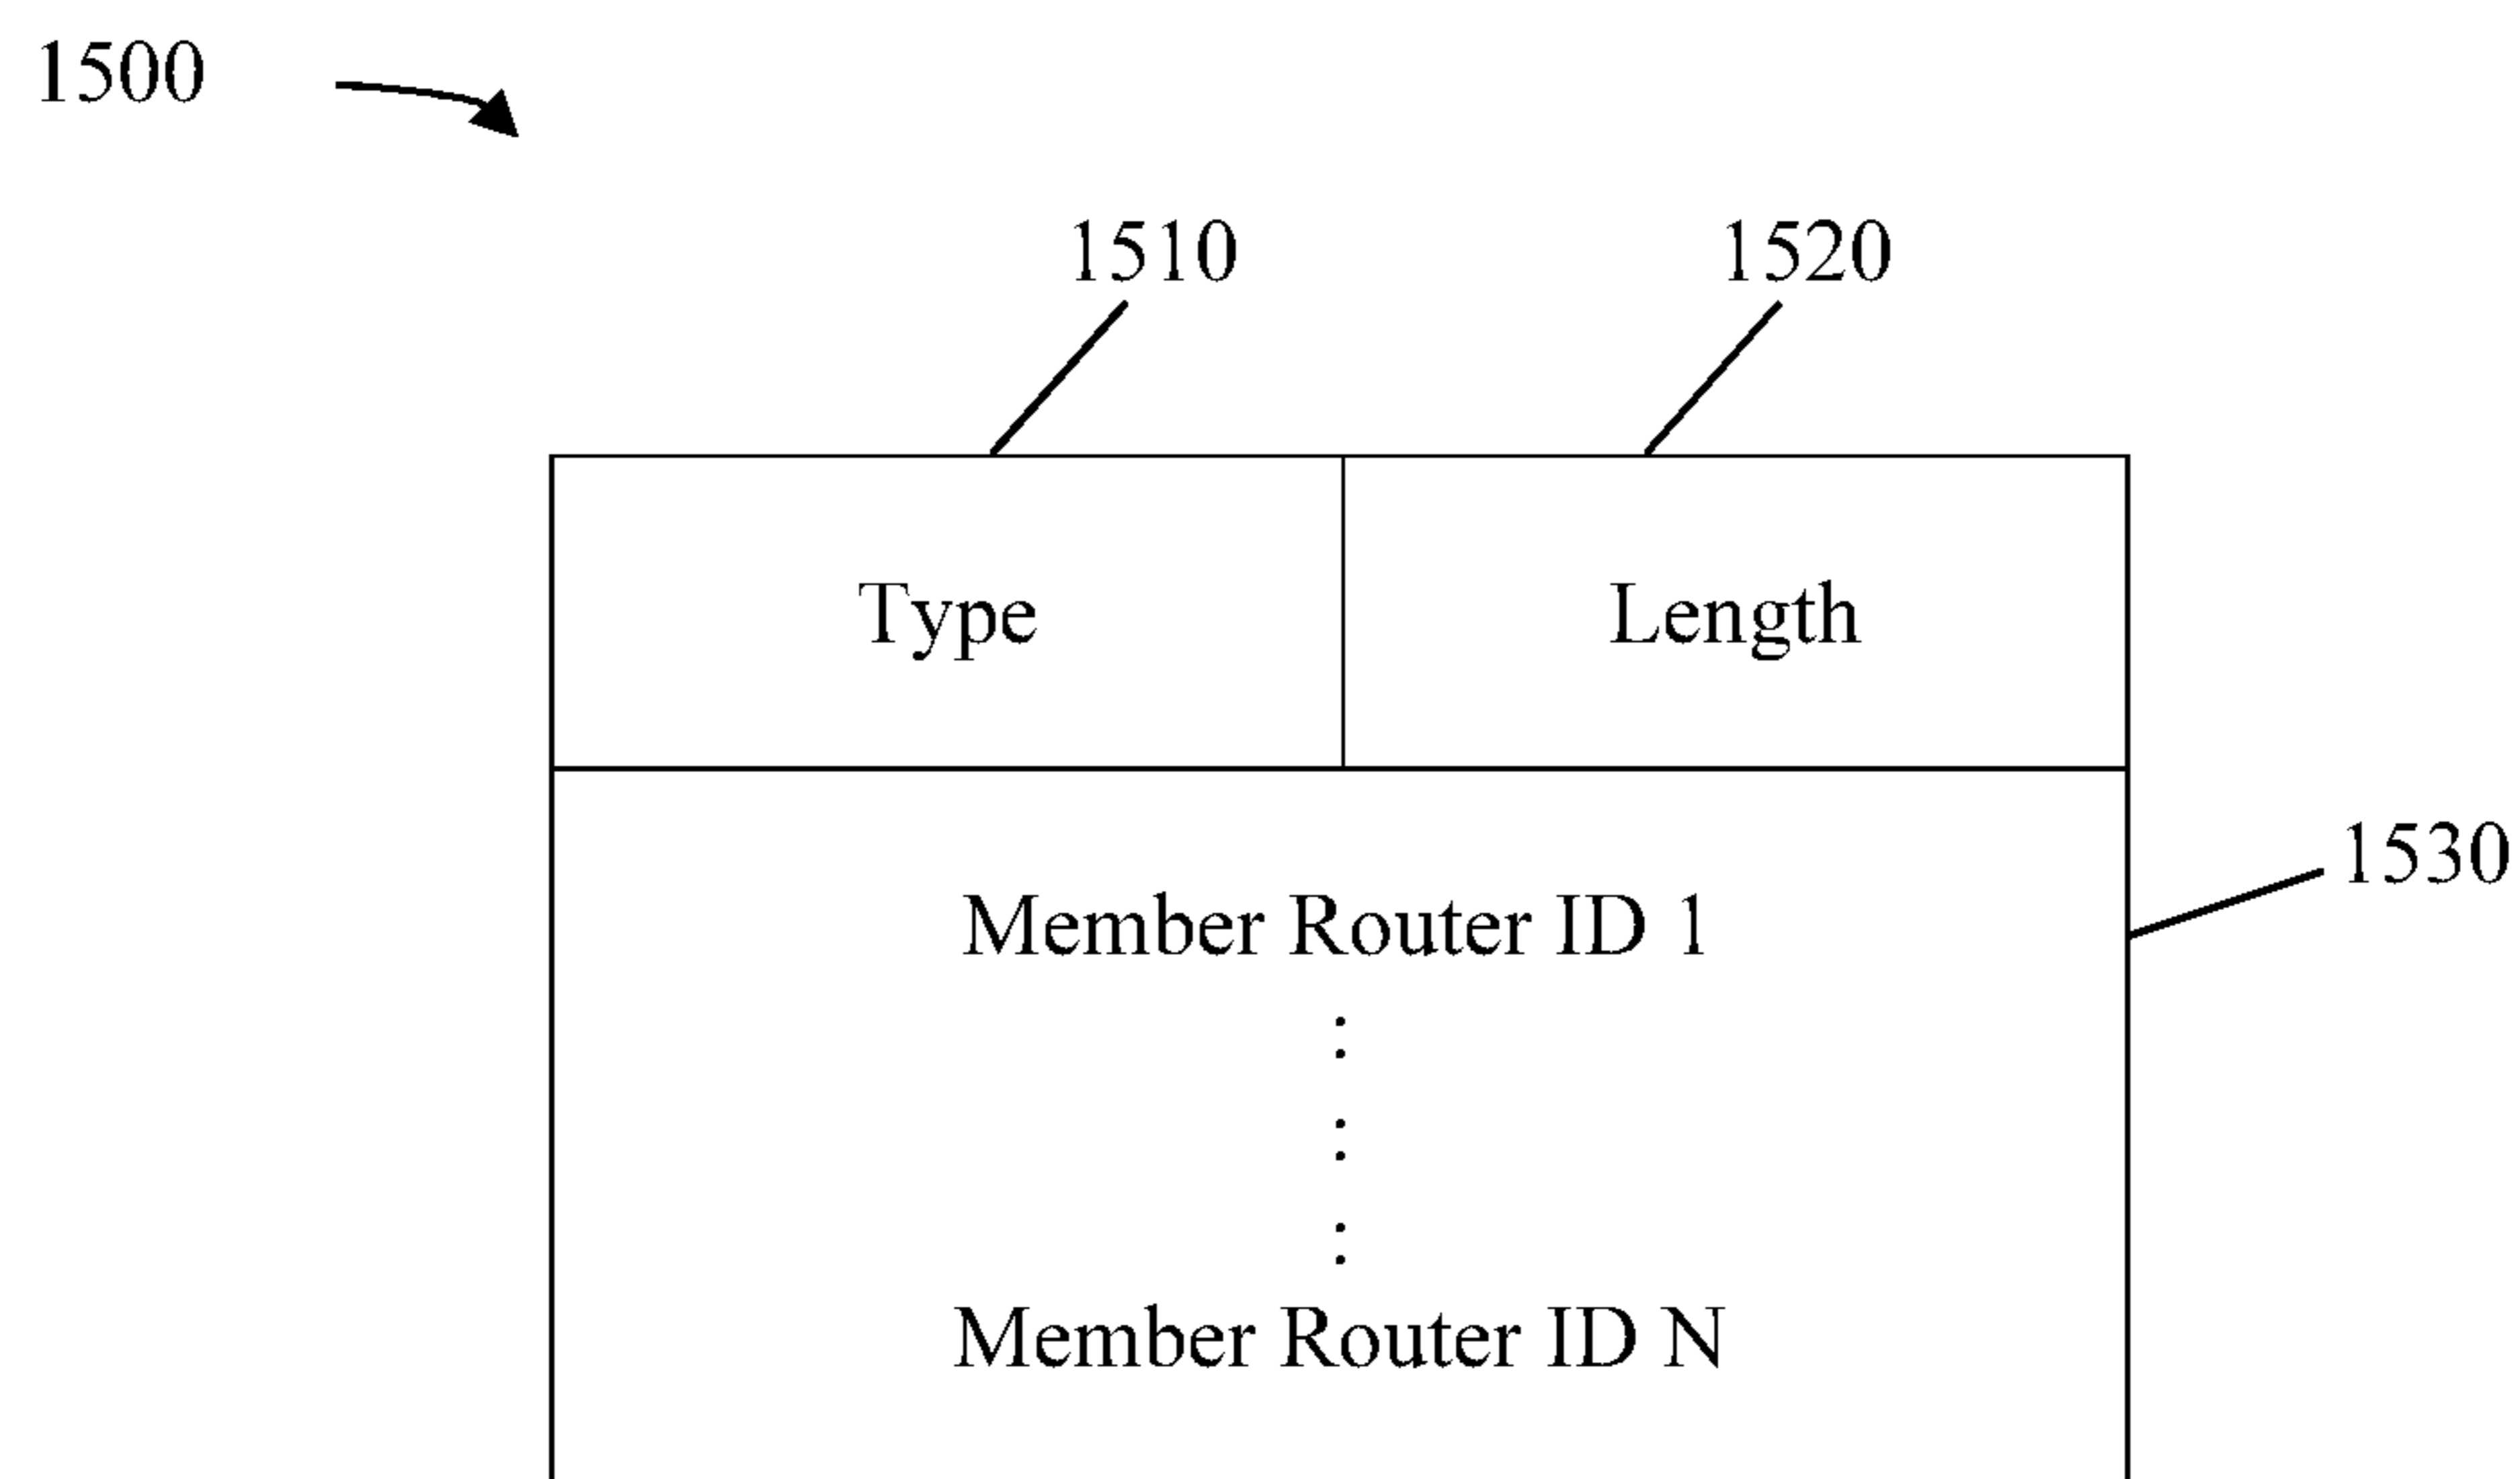 1500
1510 1520
Type Length
1530
Member Router ID 1
Member Router ID N